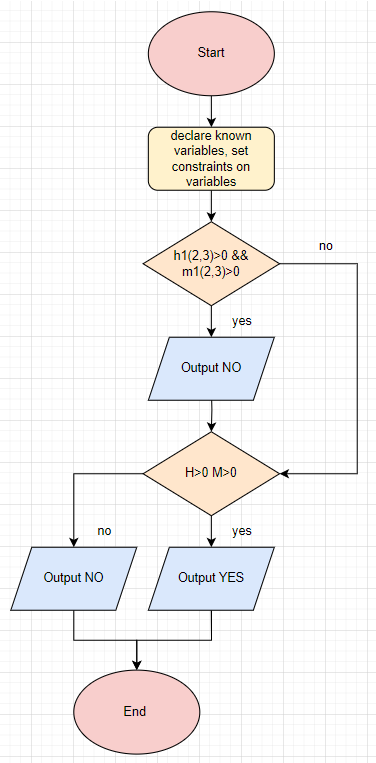 Start
declare known
variables, set
constraints on
variables
h1(2,3)>0 &&
m1(2,3)>0
no
yes
Output NO
H>0 M>0
no
yes
Output NO
Output YES
End